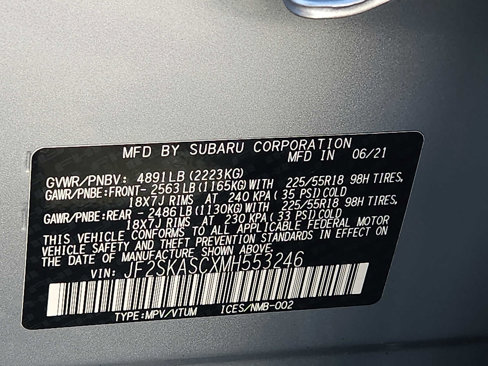 MFD BY SUBARU CORPORATION
MFD IN 06/21
GVWR/PNBV: 4891LB (2223KG)
GAWR/PNBE:FRONT- 2563LB (1165KG) WITH 225/55R18 98H TIRES,
18X7J RIMS AT 240 KPA ( 35 PSI) COLD
GAWR/PNBE:REAR - 2486LB (1130KG) WITH 225/55R18 98H TIRES,
18X7J RIMS AT 230 KPA ( 33 PSI) COLD
THIS VEHICLE CONFORMS TO ALL APPLICABLE FEDERAL MOTOR
VEHICLE SAFETY AND THEFT PREVENTION STANDARDS IN EFFECT ON
THE DATE OF MANUFACTURE SHOWN ABOVE.
VIN: JF2SKASCXMH553246
TYPE:MPV/VTUM ICES/NMB-002